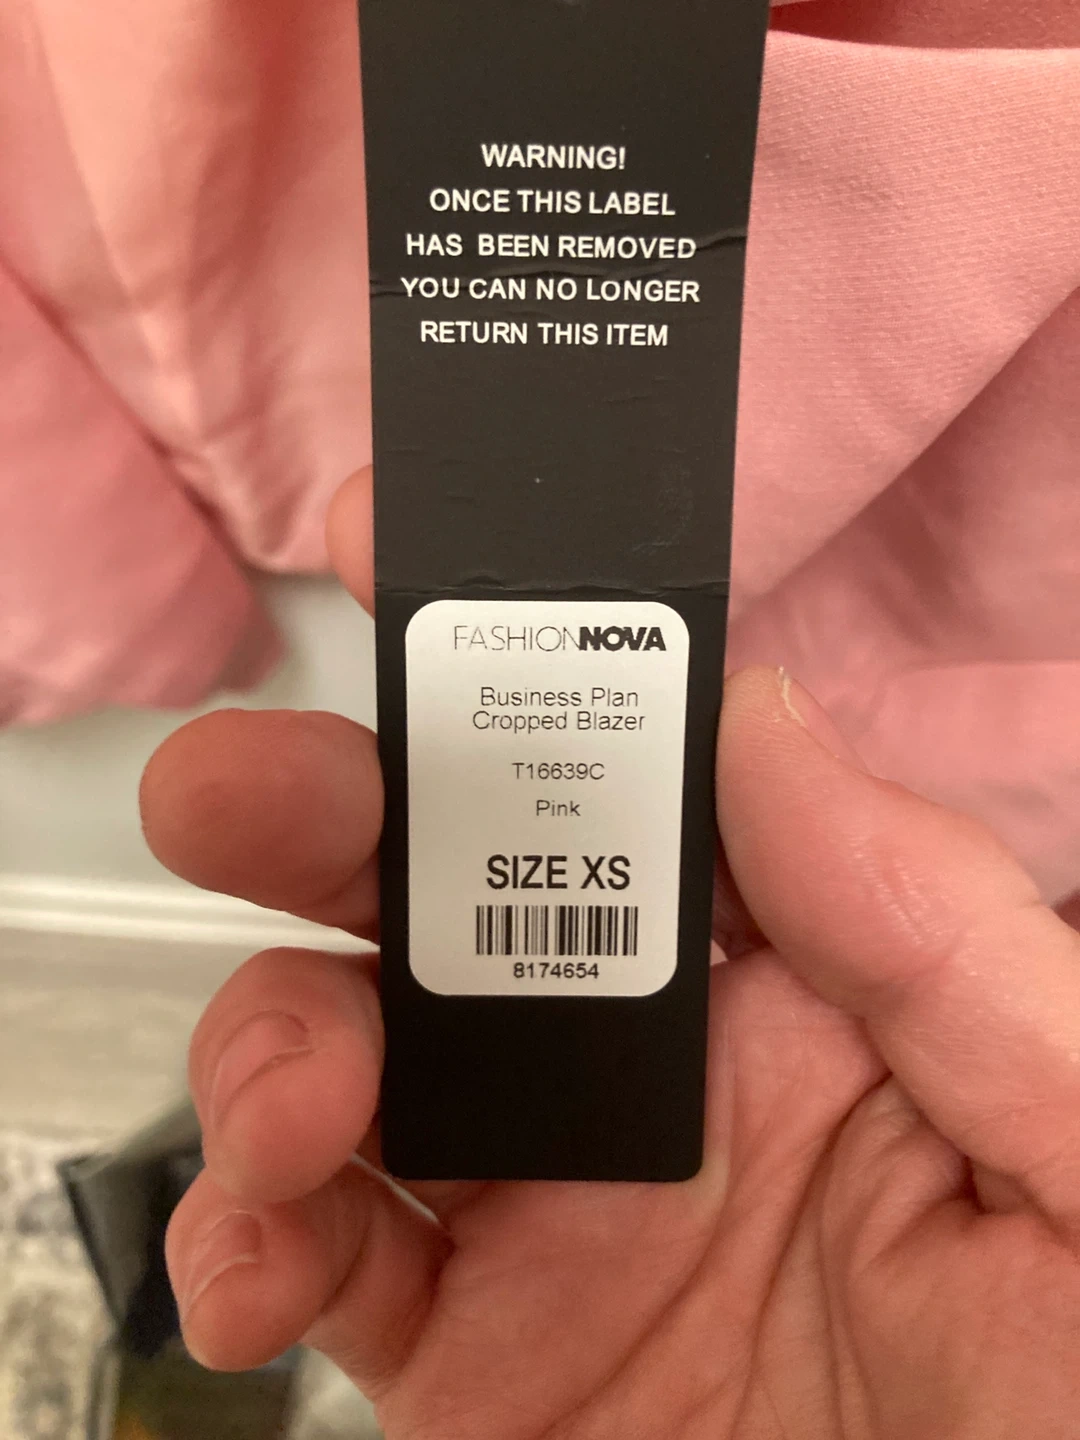 WARNING!
ONCE THIS LABEL
HAS BEEN REMOVED
YOU CAN NO LONGER
RETURN THIS ITEM
FASHIONNOVA
Business Plan
Cropped Blazer
T16639C
Pink
SIZE XS
8174654